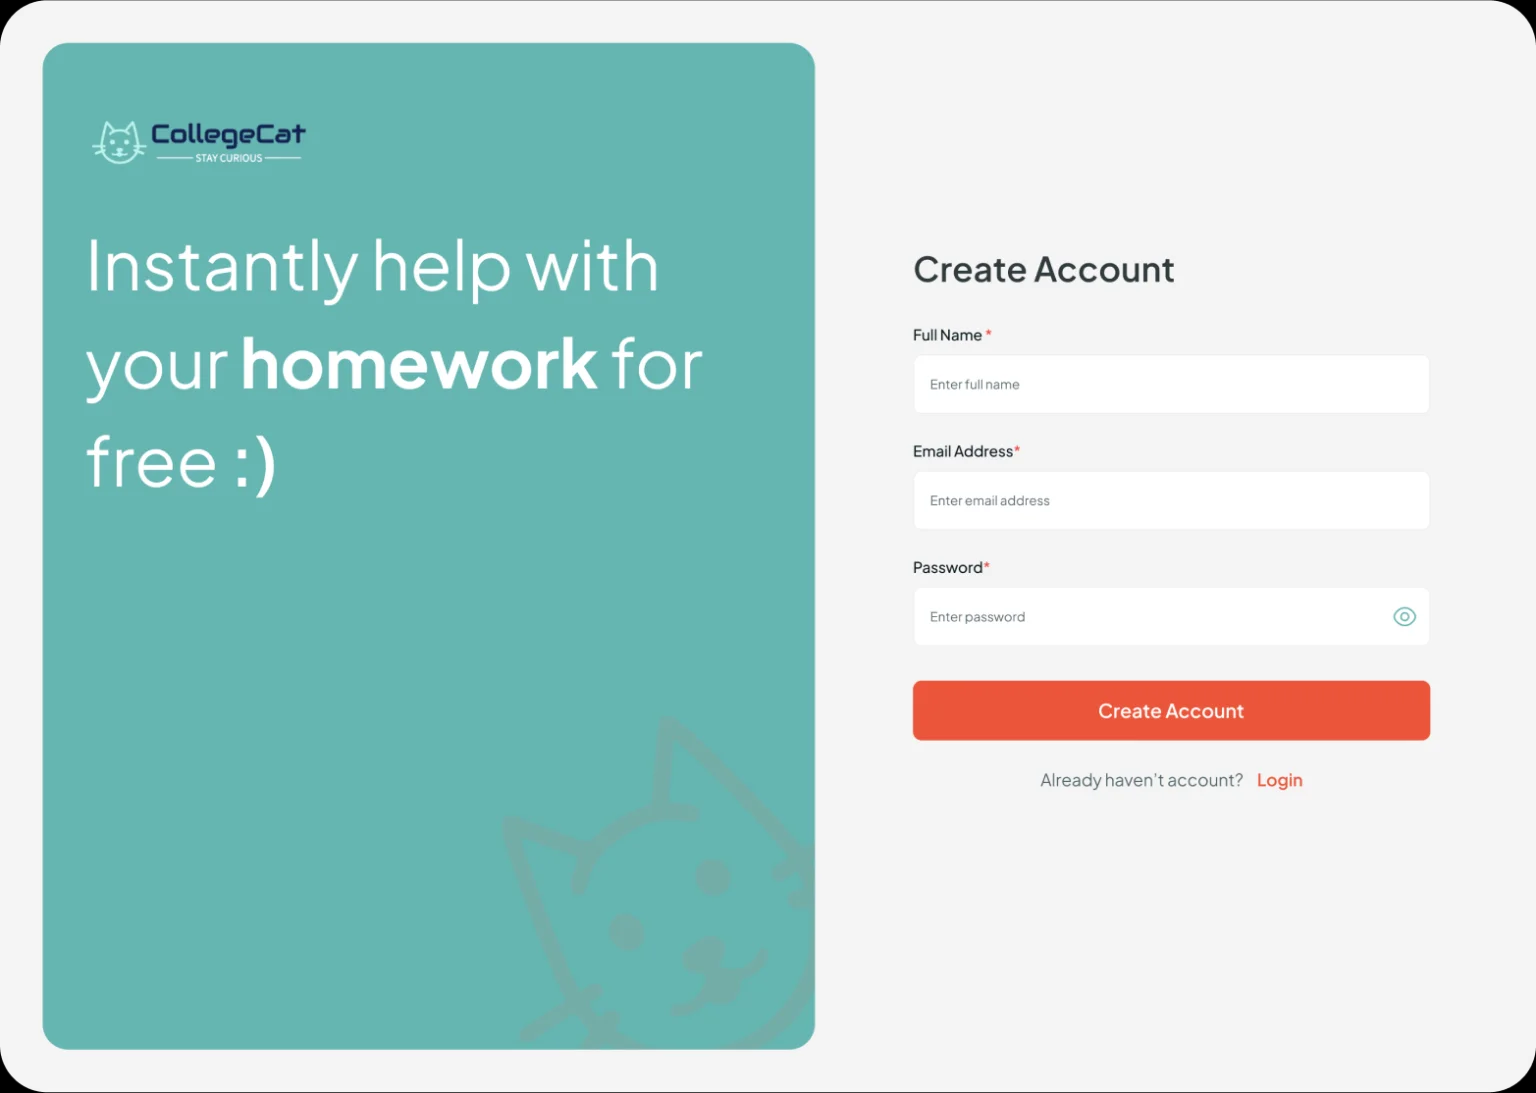 CollegeCat
STAY CURIOUS
Instantly help with
your homework for
free :)
Create Account
Full Name *
Enter full name
Email Address*
Enter email address
Password*
Enter password
Create Account
Already haven't account? Login